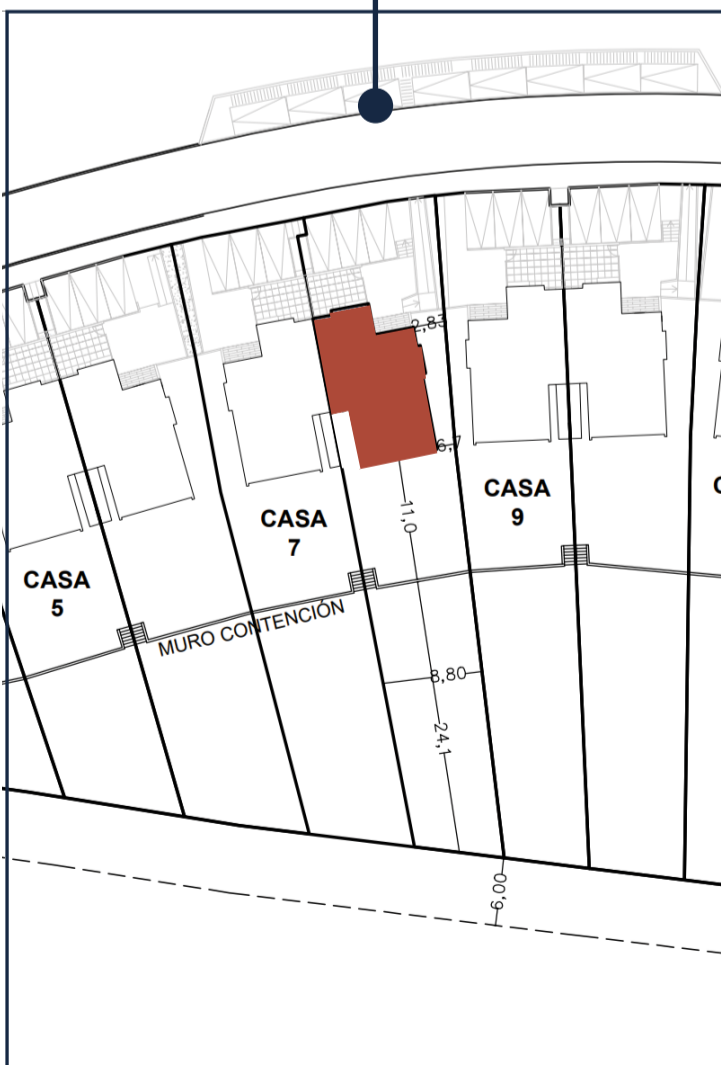 2,83
6,7
11,0
CASA
9
CASA
7
CASA
5
MURO CONTENCIÓN
8,80
24,1
6,00